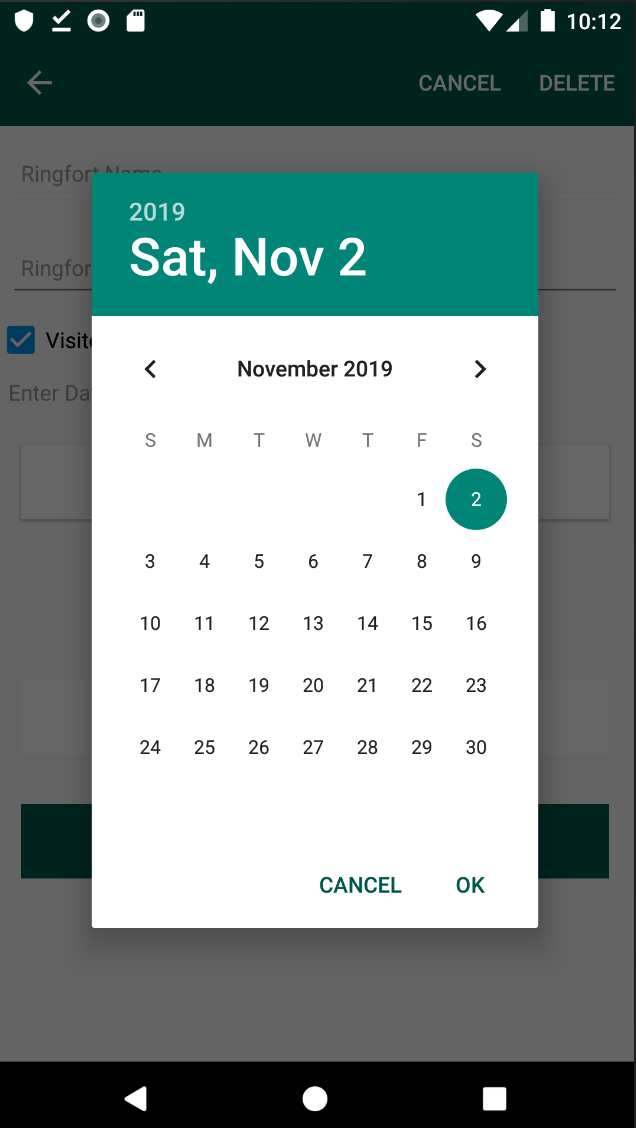 10:12
CANCEL DELETE
Ringfort Name
2019
Sat, Nov 2
Ringfor
Visite
November 2019
Enter Da
S M T W T F S
1 2
3 4 5 6 7 8 9
10 11 12 13 14 15 16
17 18 19 20 21 22 23
24 25 26 27 28 29 30
CANCEL OK